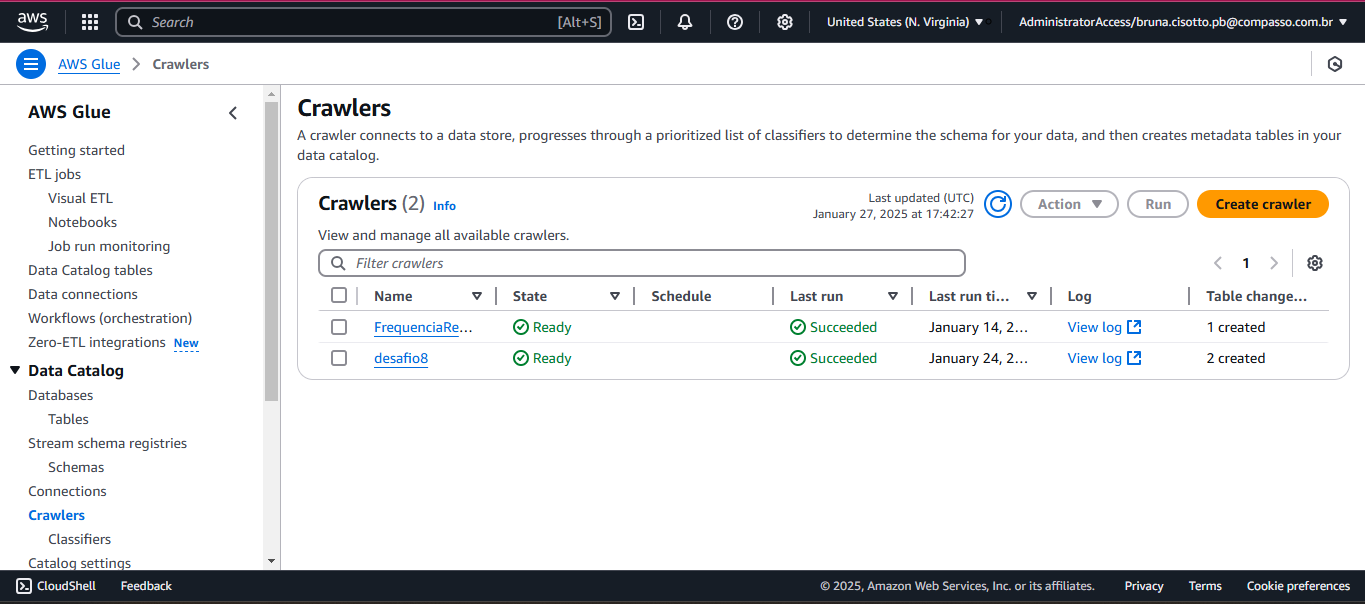 aws Search [Alt+S] United States (N. Virginia) AdministratorAccess/bruna.cisotto.pb@compasso.com.br
AWS Glue Crawlers
AWS Glue
Getting started
ETL jobs
Visual ETL
Notebooks
Job run monitoring
Data Catalog tables
Data connections
Workflows (orchestration)
Zero-ETL integrations New
Data Catalog
Databases
Tables
Stream schema registries
Schemas
Connections
Crawlers
Classifiers
Catalog settings
Crawlers
A crawler connects to a data store, progresses through a prioritized list of classifiers to determine the schema for your data, and then creates metadata tables in your
data catalog.
Crawlers (2) Info
Last updated (UTC)
January 27, 2025 at 17:42:27
Action Run Create crawler
View and manage all available crawlers.
Filter crawlers
1
Name State Schedule Last run Last run ti... Log Table change...
FrequenciaRe... Ready Succeeded January 14, 2... View log 1 created
desafio8 Ready Succeeded January 24, 2... View log 2 created
CloudShell Feedback © 2025, Amazon Web Services, Inc. or its affiliates. Privacy Terms Cookie preferences